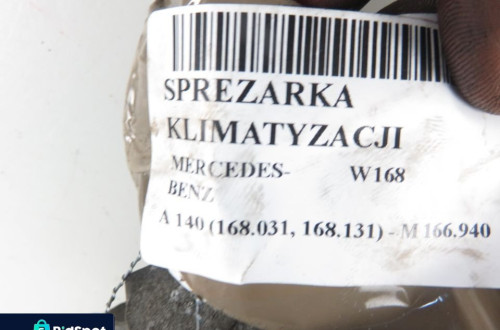 SPREZARKA
KLIMATYZACJI
MERCEDES- W168
BENZ
A 140 (168.031, 168.131) - M 166.940